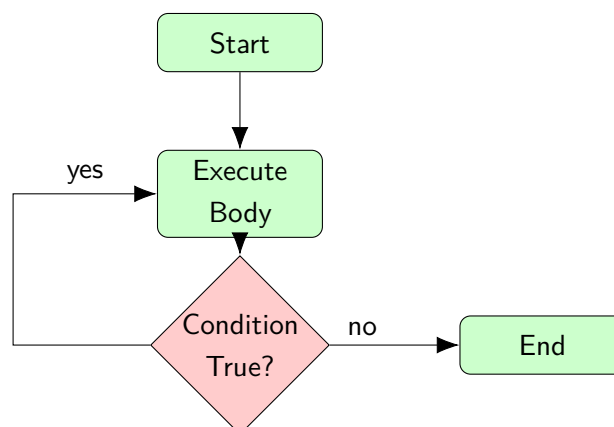 Start
yes
Execute
Body
Condition
True?
no
End